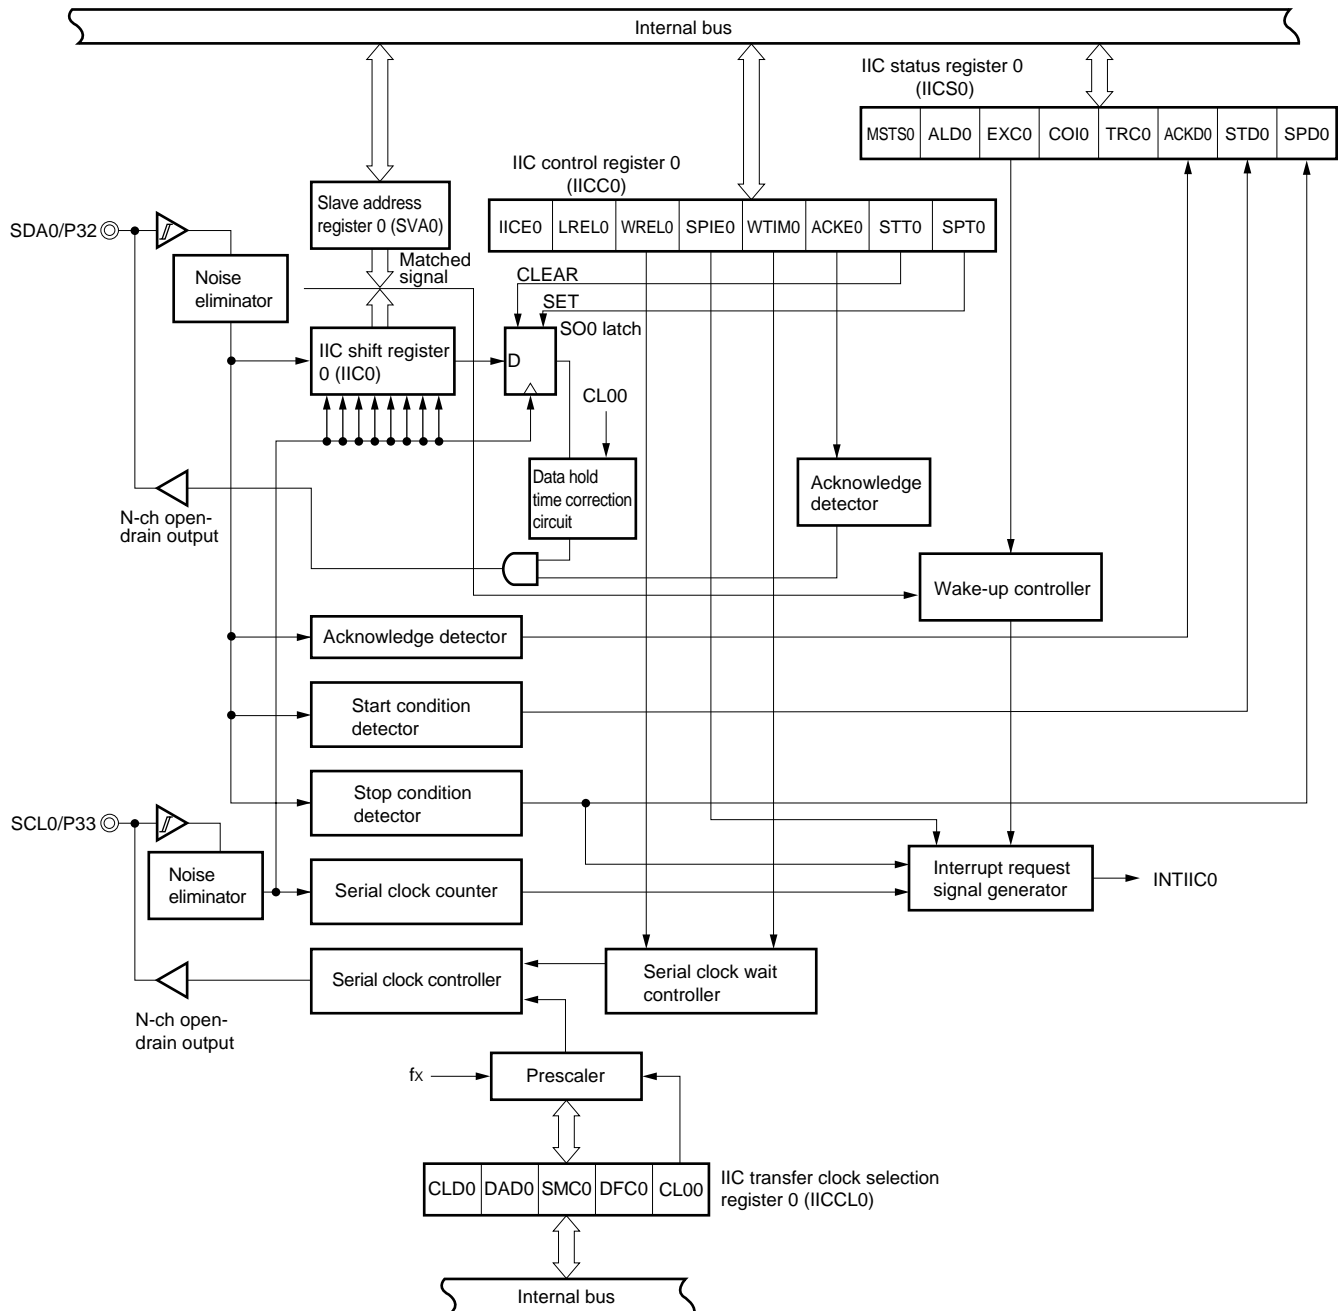 Internal bus
IIC status register 0
(IICS0)
MSTS0 ALD0 EXC0 COI0 TRC0 ACKD0 STD0 SPD0
IIC control register 0
(IICC0)
Slave address
register 0 (SVA0)
IICE0 LREL0 WREL0 SPIE0 WTIM0 ACKE0 STT0 SPT0
SDA0/P32
Noise
eliminator
Matched
signal
CLEAR
SET
SO0 latch
IIC shift register
0 (IIC0)
D
CL00
Data hold
time correction
circuit
Acknowledge
detector
N-ch open-
drain output
Wake-up controller
Acknowledge detector
Start condition
detector
Stop condition
detector
SCL0/P33
Noise
eliminator
Serial clock counter
Interrupt request
signal generator
INTIIC0
Serial clock controller
Serial clock wait
controller
N-ch open-
drain output
fX
Prescaler
CLD0 DAD0 SMC0 DFC0 CL00
IIC transfer clock selection
register 0 (IICCL0)
Internal bus